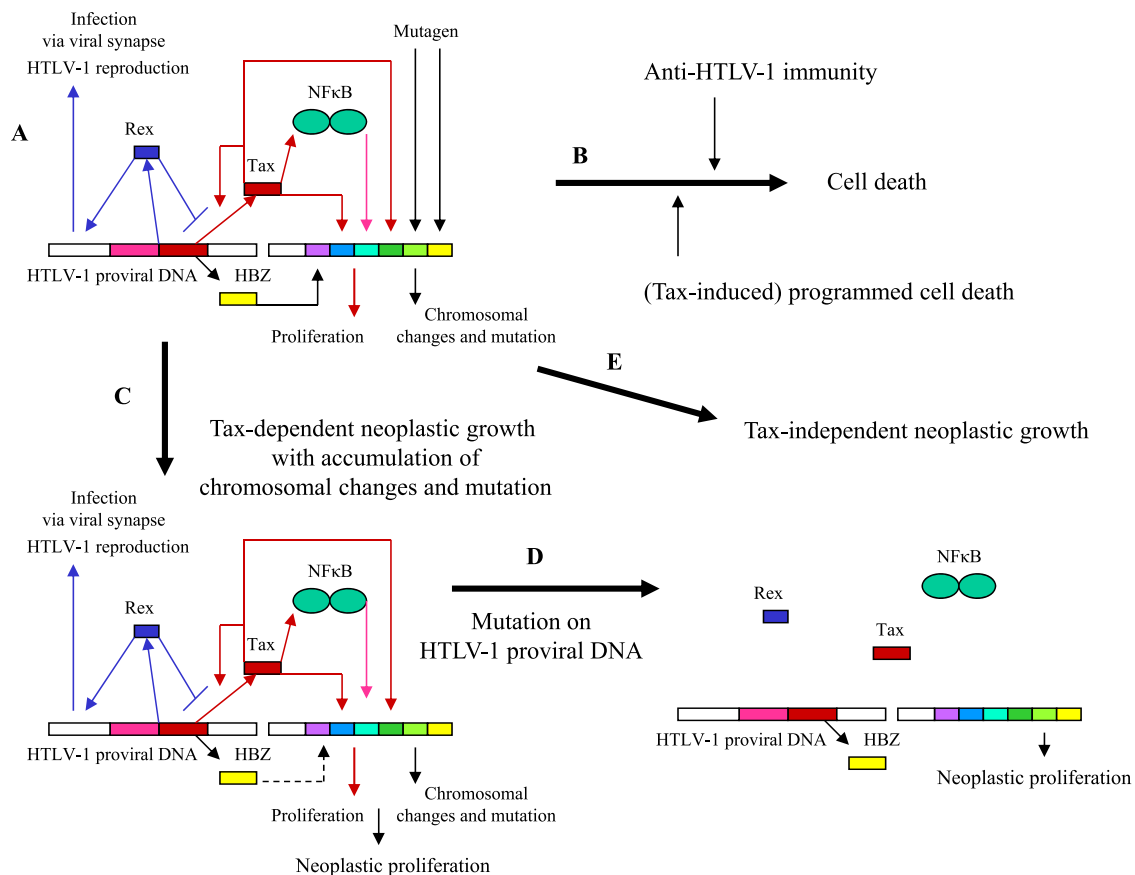 Infection
via viral synapse
HTLV-1 reproduction
Mutagen
A
Rex
NFκB
Tax
HTLV-1 proviral DNA
HBZ
Proliferation
Chromosomal
changes and mutation
Anti-HTLV-1 immunity
B
Cell death
(Tax-induced) programmed cell death
E
Tax-independent neoplastic growth
C
Tax-dependent neoplastic growth
with accumulation of
chromosomal changes and mutation
Infection
via viral synapse
HTLV-1 reproduction
Rex
NFκB
Tax
HTLV-1 proviral DNA
HBZ
Proliferation
Chromosomal
changes and mutation
Neoplastic proliferation
D
Mutation on
HTLV-1 proviral DNA
NFκB
Rex
Tax
HTLV-1 proviral DNA
HBZ
Neoplastic proliferation